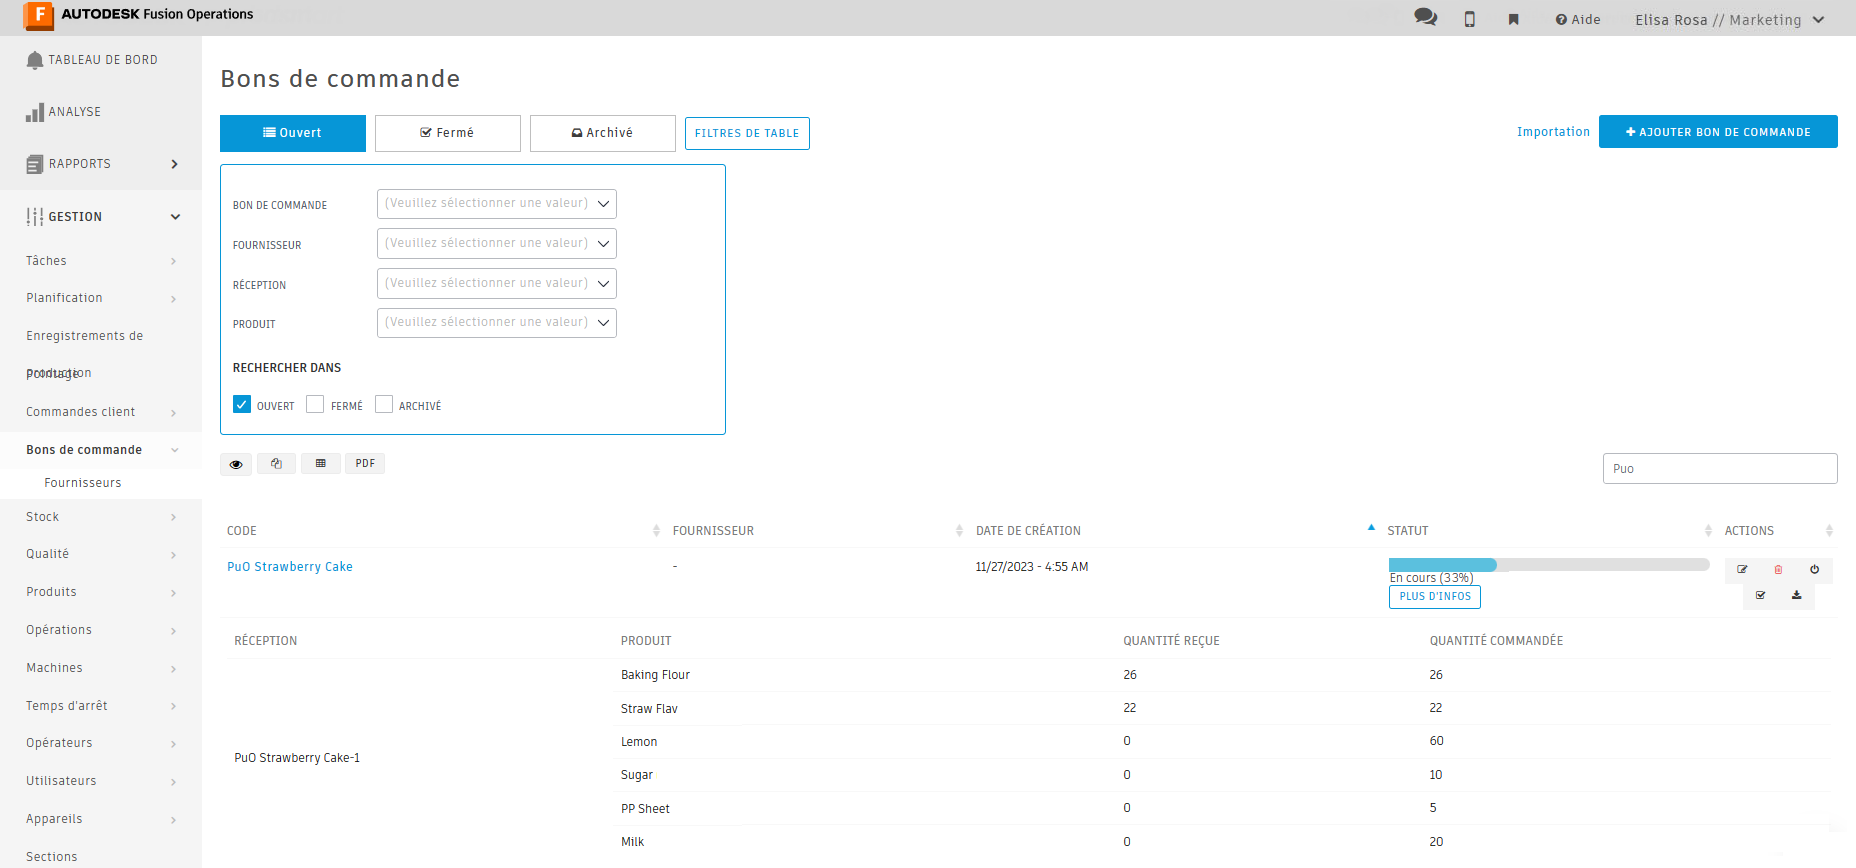 AUTODESK Fusion Operations
Aide
Elisa Rosa // Marketing
TABLEAU DE BORD
ANALYSE
RAPPORTS
GESTION
Tâches
Planification
Enregistrements de
production
Pointage
Commandes client
Bons de commande
Fournisseurs
Stock
Qualité
Produits
Opérations
Machines
Temps d'arrêt
Opérateurs
Utilisateurs
Appareils
Sections
Bons de commande
Ouvert
Fermé
Archivé
FILTRES DE TABLE
Importation
AJOUTER BON DE COMMANDE
BON DE COMMANDE (Veuillez sélectionner une valeur)
FOURNISSEUR (Veuillez sélectionner une valeur)
RÉCEPTION (Veuillez sélectionner une valeur)
PRODUIT (Veuillez sélectionner une valeur)
RECHERCHER DANS
OUVERT FERMÉ ARCHIVÉ
PDF
Puo
CODE FOURNISSEUR DATE DE CRÉATION STATUT ACTIONS
PuO Strawberry Cake - 11/27/2023 - 4:55 AM
En cours (33%)
PLUS D'INFOS
RÉCEPTION PRODUIT QUANTITÉ REÇUE QUANTITÉ COMMANDÉE
Baking Flour 26 26
Straw Flav 22 22
Lemon 0 60
PuO Strawberry Cake-1
Sugar 0 10
PP Sheet 0 5
Milk 0 20